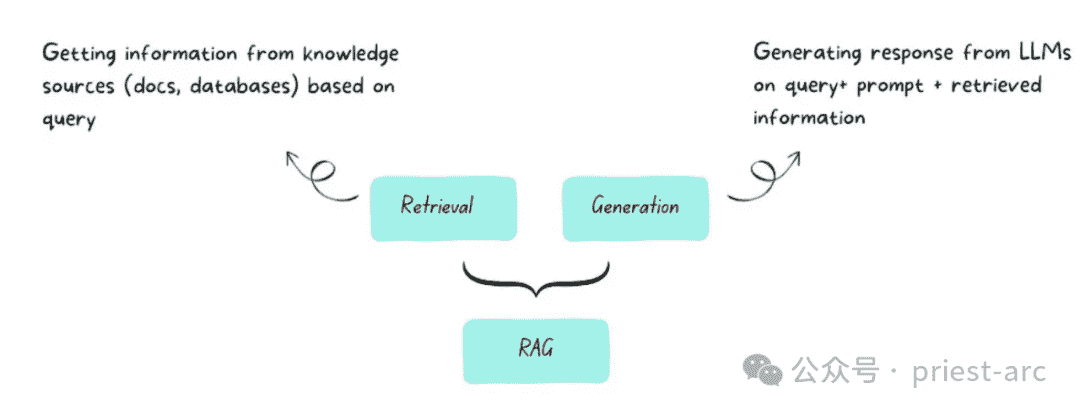 Getting information from knowledge
sources (docs, databases) based on
query
Generating response from LLMs
on query+ prompt + retrieved
information
Retrieval
Generation
RAG
公众号 · priest-arc